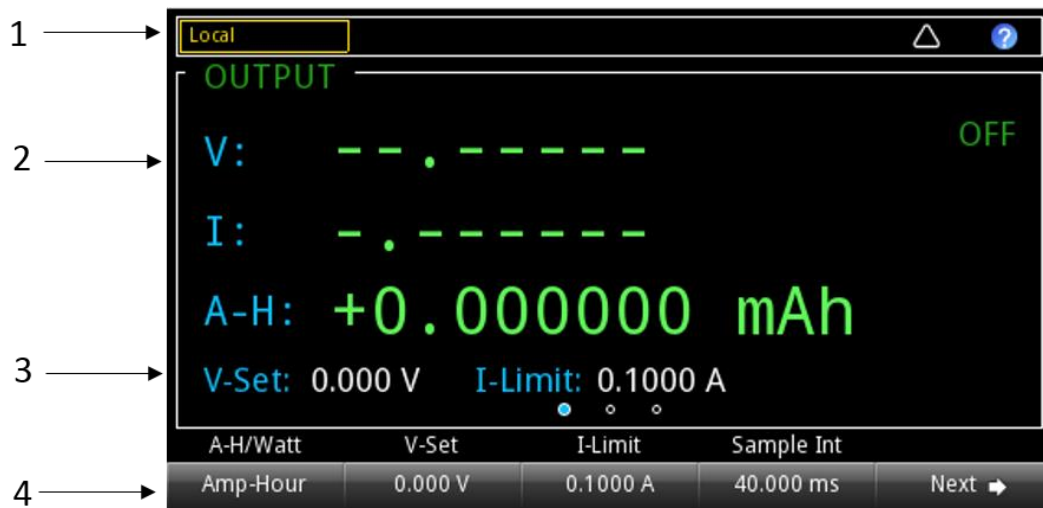 1 Local ?
OUTPUT
OFF
2 V: --.-----
I: -.------
A-H: +0.000000 mAh
3 V-Set: 0.000 V I-Limit: 0.1000 A
A-H/Watt V-Set I-Limit Sample Int
4 Amp-Hour 0.000 V 0.1000 A 40.000 ms Next